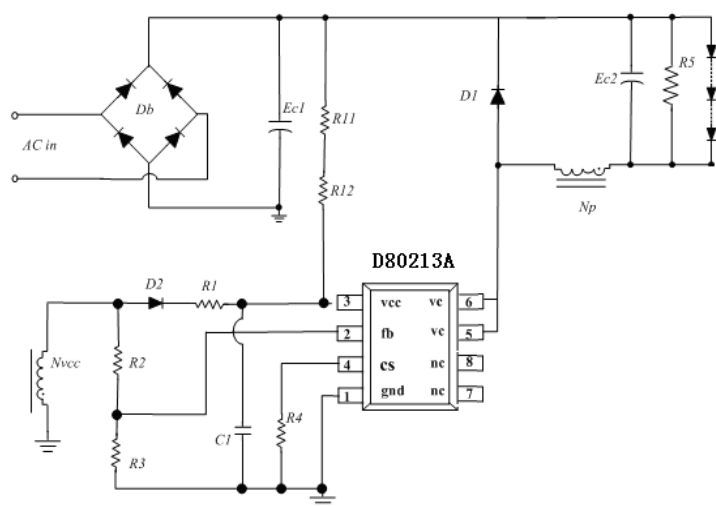 Db
AC in
Ec1
R11
R12
D1
Ec2
R5
Np
D80213A
D2
R1
3 vcc vc 6
2 fb vc 5
4 cs nc 8
1 gnd nc 7
Nvcc
R2
R3
C1
R4